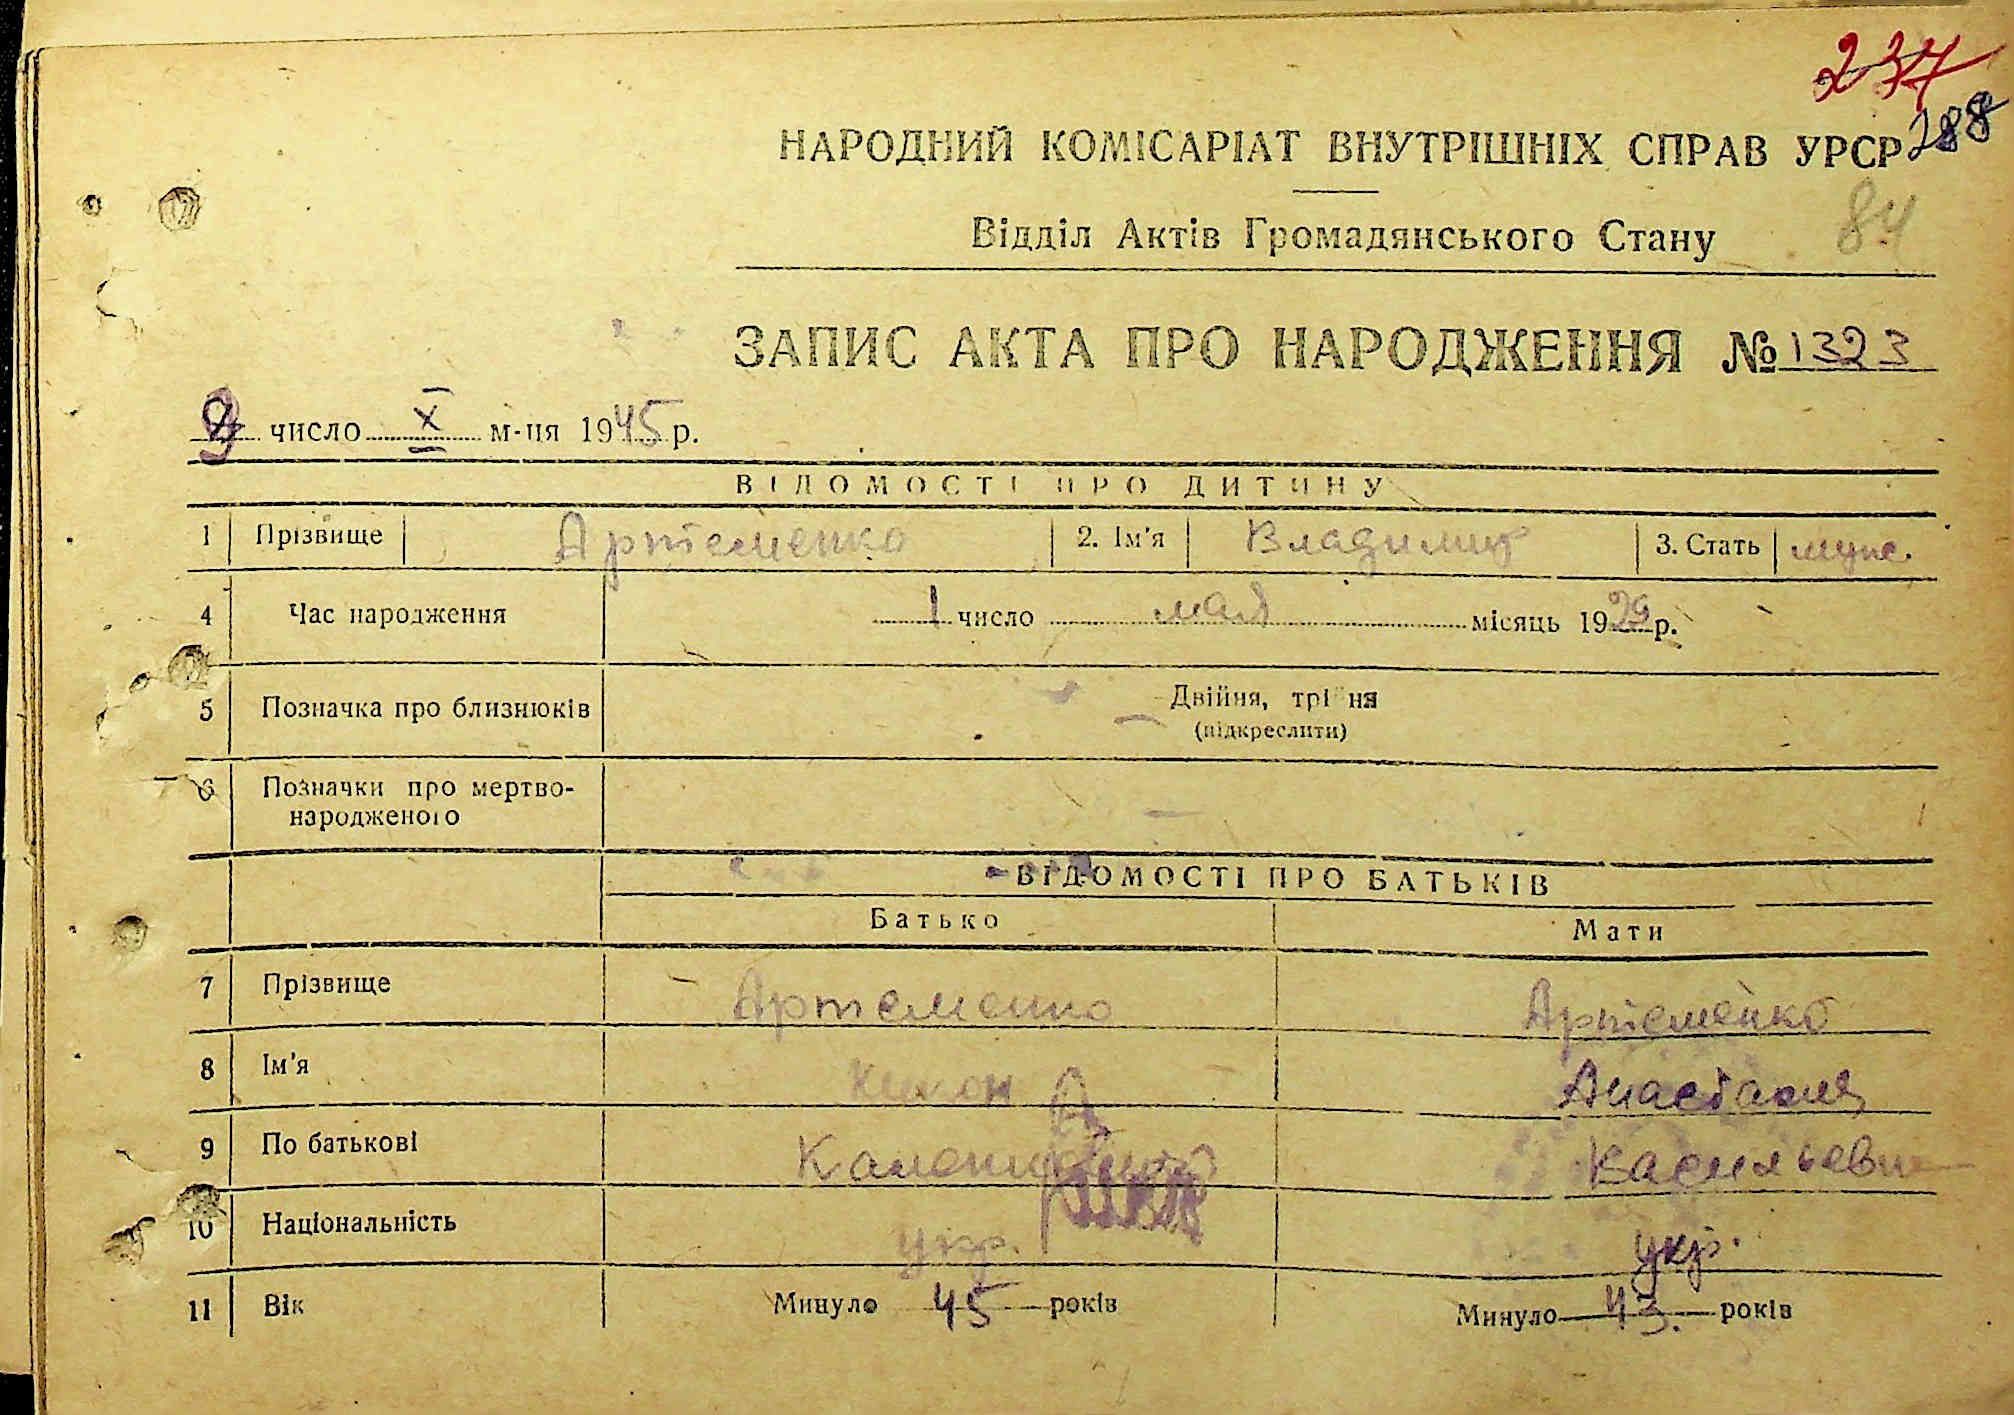 237
288
НАРОДНИЙ КОМІСАРІАТ ВНУТРІШНІХ СПРАВ УРСР
84
Відділ Актів Громадянського Стану
ЗАПИС АКТА ПРО НАРОДЖЕННЯ № 1323
число X м-ця 1945 р.
ВІДОМОСТІ ПРО ДИТИНУ
1 Прізвище Артеменко 2. Ім'я Владимир 3. Стать муж.
4 Час народження 1 число мая місяць 1929 р.
5 Позначка про близнюків Двійня, трійня
(підкреслити)
6 Позначки про мертво-
народженого —
ВІДОМОСТІ ПРО БАТЬКІВ
Батько Мати
7 Прізвище Артеменко Артеменко
8 Ім'я Анастасия
9 По батькові Васильевна
10 Національність укр. укр.
11 Вік Минуло 45 років Минуло 43 років